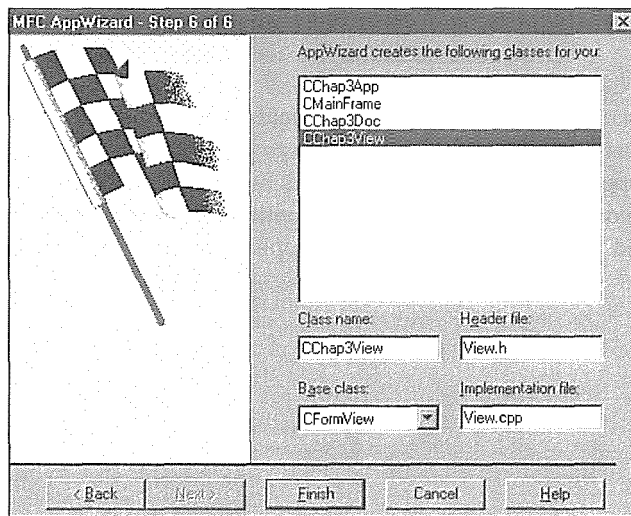 MFC AppWizard - Step 6 of 6
AppWizard creates the following classes for you:
CChap3App
CMainFrame
CChap3Doc
CChap3View
Class name:
Header file:
CChap3View
View.h
Base class:
Implementation file:
CFormView
View.cpp
< Back
Next >
Finish
Cancel
Help